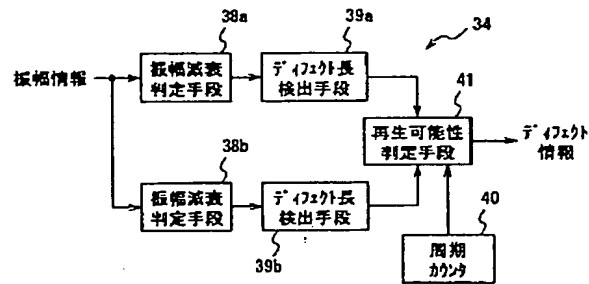 38a
39a
34
振幅情報
振幅減衰
判定手段
ディフェクト長
検出手段
41
再生可能性
判定手段
ディフェクト
情報
38b
振幅減衰
判定手段
ディフェクト長
検出手段
39b
40
周期
カウンタ